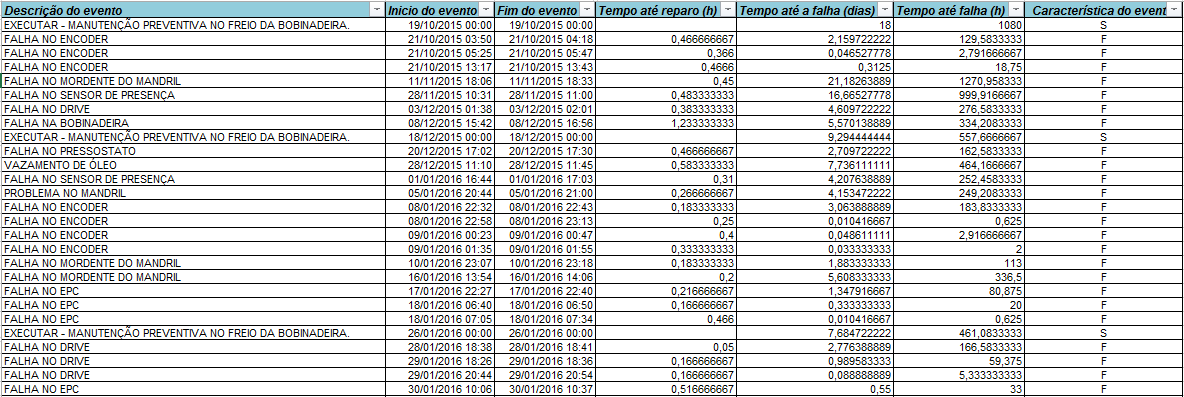 Descrição do evento Inicio do evento Fim do evento Tempo até reparo (h) Tempo até a falha (dias) Tempo até falha (h) Característica do event
EXECUTAR - MANUTENÇÃO PREVENTIVA NO FREIO DA BOBINADEIRA. 19/10/2015 00:00 19/10/2015 00:00 18 1080 S
FALHA NO ENCODER 21/10/2015 03:50 21/10/2015 04:18 0,466666667 2,159722222 129,5833333 F
FALHA NO ENCODER 21/10/2015 05:25 21/10/2015 05:47 0,366 0,046527778 2,791666667 F
FALHA NO ENCODER 21/10/2015 13:17 21/10/2015 13:43 0,4666 0,3125 18,75 F
FALHA NO MORDENTE DO MANDRIL 11/11/2015 18:06 11/11/2015 18:33 0,45 21,18263889 1270,958333 F
FALHA NO SENSOR DE PRESENÇA 28/11/2015 10:31 28/11/2015 11:00 0,483333333 16,66527778 999,9166667 F
FALHA NO DRIVE 03/12/2015 01:38 03/12/2015 02:01 0,383333333 4,609722222 276,5833333 F
FALHA NA BOBINADEIRA 08/12/2015 15:42 08/12/2015 16:56 1,233333333 5,570138889 334,2083333 F
EXECUTAR - MANUTENÇÃO PREVENTIVA NO FREIO DA BOBINADEIRA. 18/12/2015 00:00 18/12/2015 00:00 9,294444444 557,6666667 S
FALHA NO PRESSOSTATO 20/12/2015 17:02 20/12/2015 17:30 0,466666667 2,709722222 162,5833333 F
VAZAMENTO DE ÓLEO 28/12/2015 11:10 28/12/2015 11:45 0,583333333 7,736111111 464,1666667 F
FALHA NO SENSOR DE PRESENÇA 01/01/2016 16:44 01/01/2016 17:03 0,31 4,207638889 252,4583333 F
PROBLEMA NO MANDRIL 05/01/2016 20:44 05/01/2016 21:00 0,266666667 4,153472222 249,2083333 F
FALHA NO ENCODER 08/01/2016 22:32 08/01/2016 22:43 0,183333333 3,063888889 183,8333333 F
FALHA NO ENCODER 08/01/2016 22:58 08/01/2016 23:13 0,25 0,010416667 0,625 F
FALHA NO ENCODER 09/01/2016 00:23 09/01/2016 00:47 0,4 0,048611111 2,916666667 F
FALHA NO ENCODER 09/01/2016 01:35 09/01/2016 01:55 0,333333333 0,033333333 2 F
FALHA NO MORDENTE DO MANDRIL 10/01/2016 23:07 10/01/2016 23:18 0,183333333 1,883333333 113 F
FALHA NO MORDENTE DO MANDRIL 16/01/2016 13:54 16/01/2016 14:06 0,2 5,608333333 336,5 F
FALHA NO EPC 17/01/2016 22:27 17/01/2016 22:40 0,216666667 1,347916667 80,875 F
FALHA NO EPC 18/01/2016 06:40 18/01/2016 06:50 0,166666667 0,333333333 20 F
FALHA NO EPC 18/01/2016 07:05 18/01/2016 07:34 0,466 0,010416667 0,625 F
EXECUTAR - MANUTENÇÃO PREVENTIVA NO FREIO DA BOBINADEIRA. 26/01/2016 00:00 26/01/2016 00:00 7,684722222 461,0833333 S
FALHA NO DRIVE 28/01/2016 18:38 28/01/2016 18:41 0,05 2,776388889 166,5833333 F
FALHA NO DRIVE 29/01/2016 18:26 29/01/2016 18:36 0,166666667 0,989583333 59,375 F
FALHA NO DRIVE 29/01/2016 20:44 29/01/2016 20:54 0,166666667 0,088888889 5,333333333 F
FALHA NO EPC 30/01/2016 10:06 30/01/2016 10:37 0,516666667 0,55 33 F